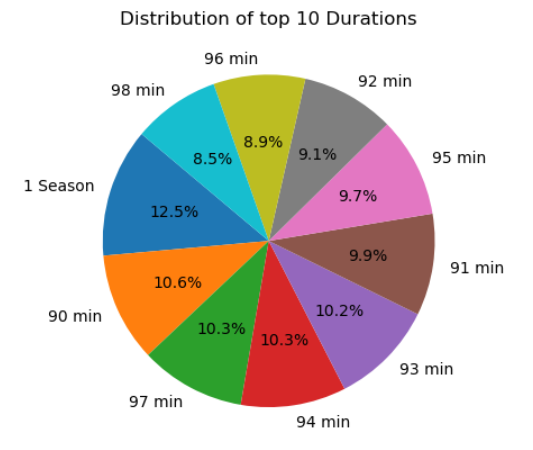 Distribution of top 10 Durations
96 min
92 min
98 min
8.9%
9.1%
8.5%
95 min
9.7%
1 Season
12.5%
9.9%
91 min
10.6%
90 min
10.2%
10.3%
10.3%
93 min
97 min
94 min